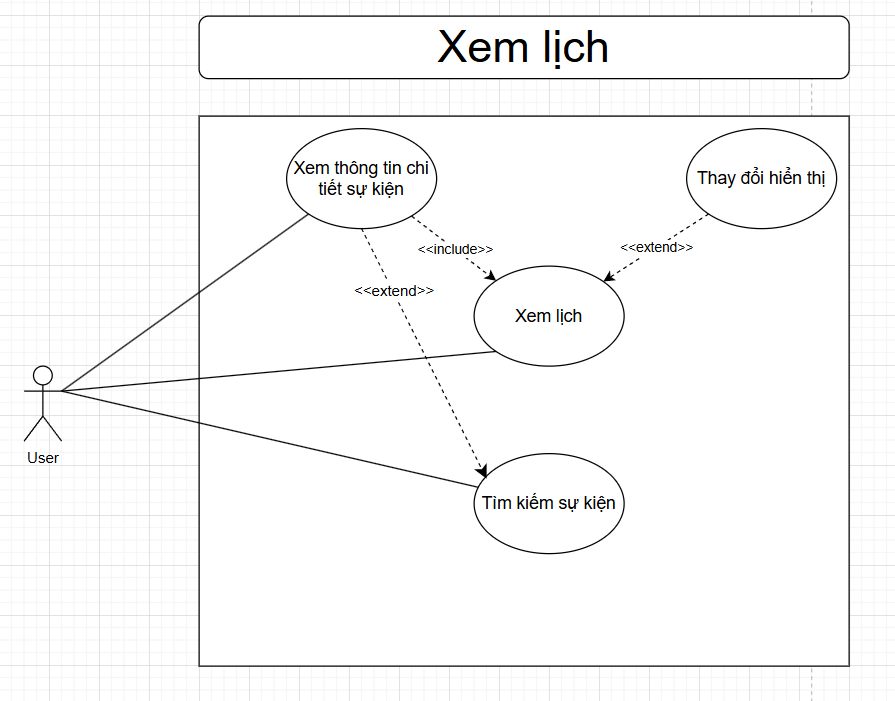 Xem lịch
Xem thông tin chi
tiết sự kiện
Thay đổi hiển thị
<<include>>
<<extend>>
<<extend>>
Xem lịch
User
Tìm kiếm sự kiện